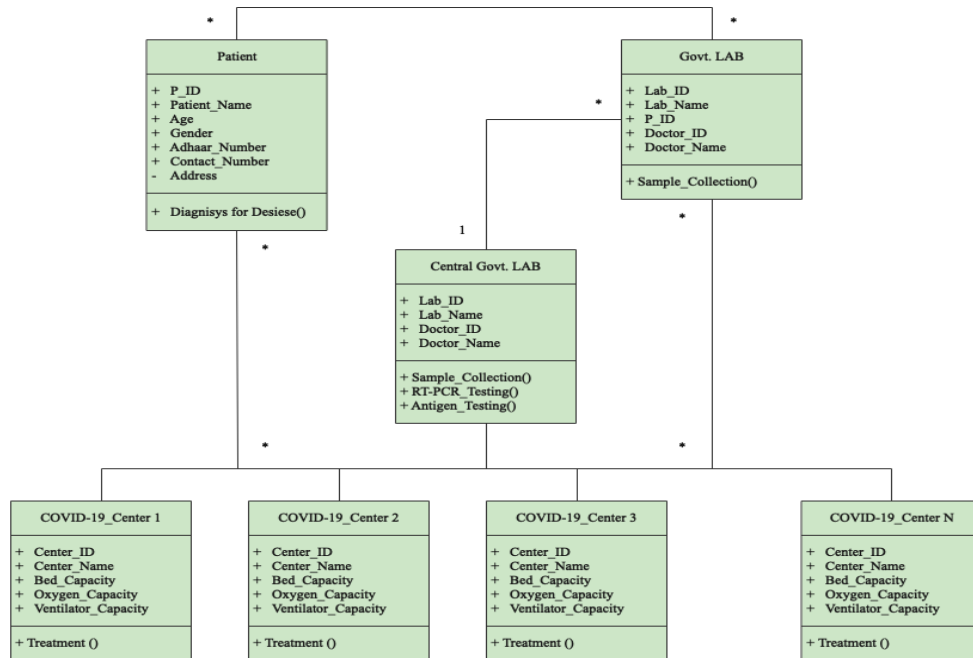 * *
Patient
+ P_ID
+ Patient_Name
+ Age
+ Gender
+ Adhaar_Number
+ Contact_Number
- Address
+ Diagnisys for Desiese()
*
Govt. LAB
+ Lab_ID
+ Lab_Name
+ P_ID
+ Doctor_ID
+ Doctor_Name
+ Sample_Collection()
*
*
1
Central Govt. LAB
+ Lab_ID
+ Lab_Name
+ Doctor_ID
+ Doctor_Name
+ Sample_Collection()
+ RT-PCR_Testing()
+ Antigen_Testing()
* *
COVID-19_Center 1
+ Center_ID
+ Center_Name
+ Bed_Capacity
+ Oxygen_Capacity
+ Ventilator_Capacity
+ Treatment ()
COVID-19_Center 2
+ Center_ID
+ Center_Name
+ Bed_Capacity
+ Oxygen_Capacity
+ Ventilator_Capacity
+ Treatment ()
COVID-19_Center 3
+ Center_ID
+ Center_Name
+ Bed_Capacity
+ Oxygen_Capacity
+ Ventilator_Capacity
+ Treatment ()
COVID-19_Center N
+ Center_ID
+ Center_Name
+ Bed_Capacity
+ Oxygen_Capacity
+ Ventilator_Capacity
+ Treatment ()